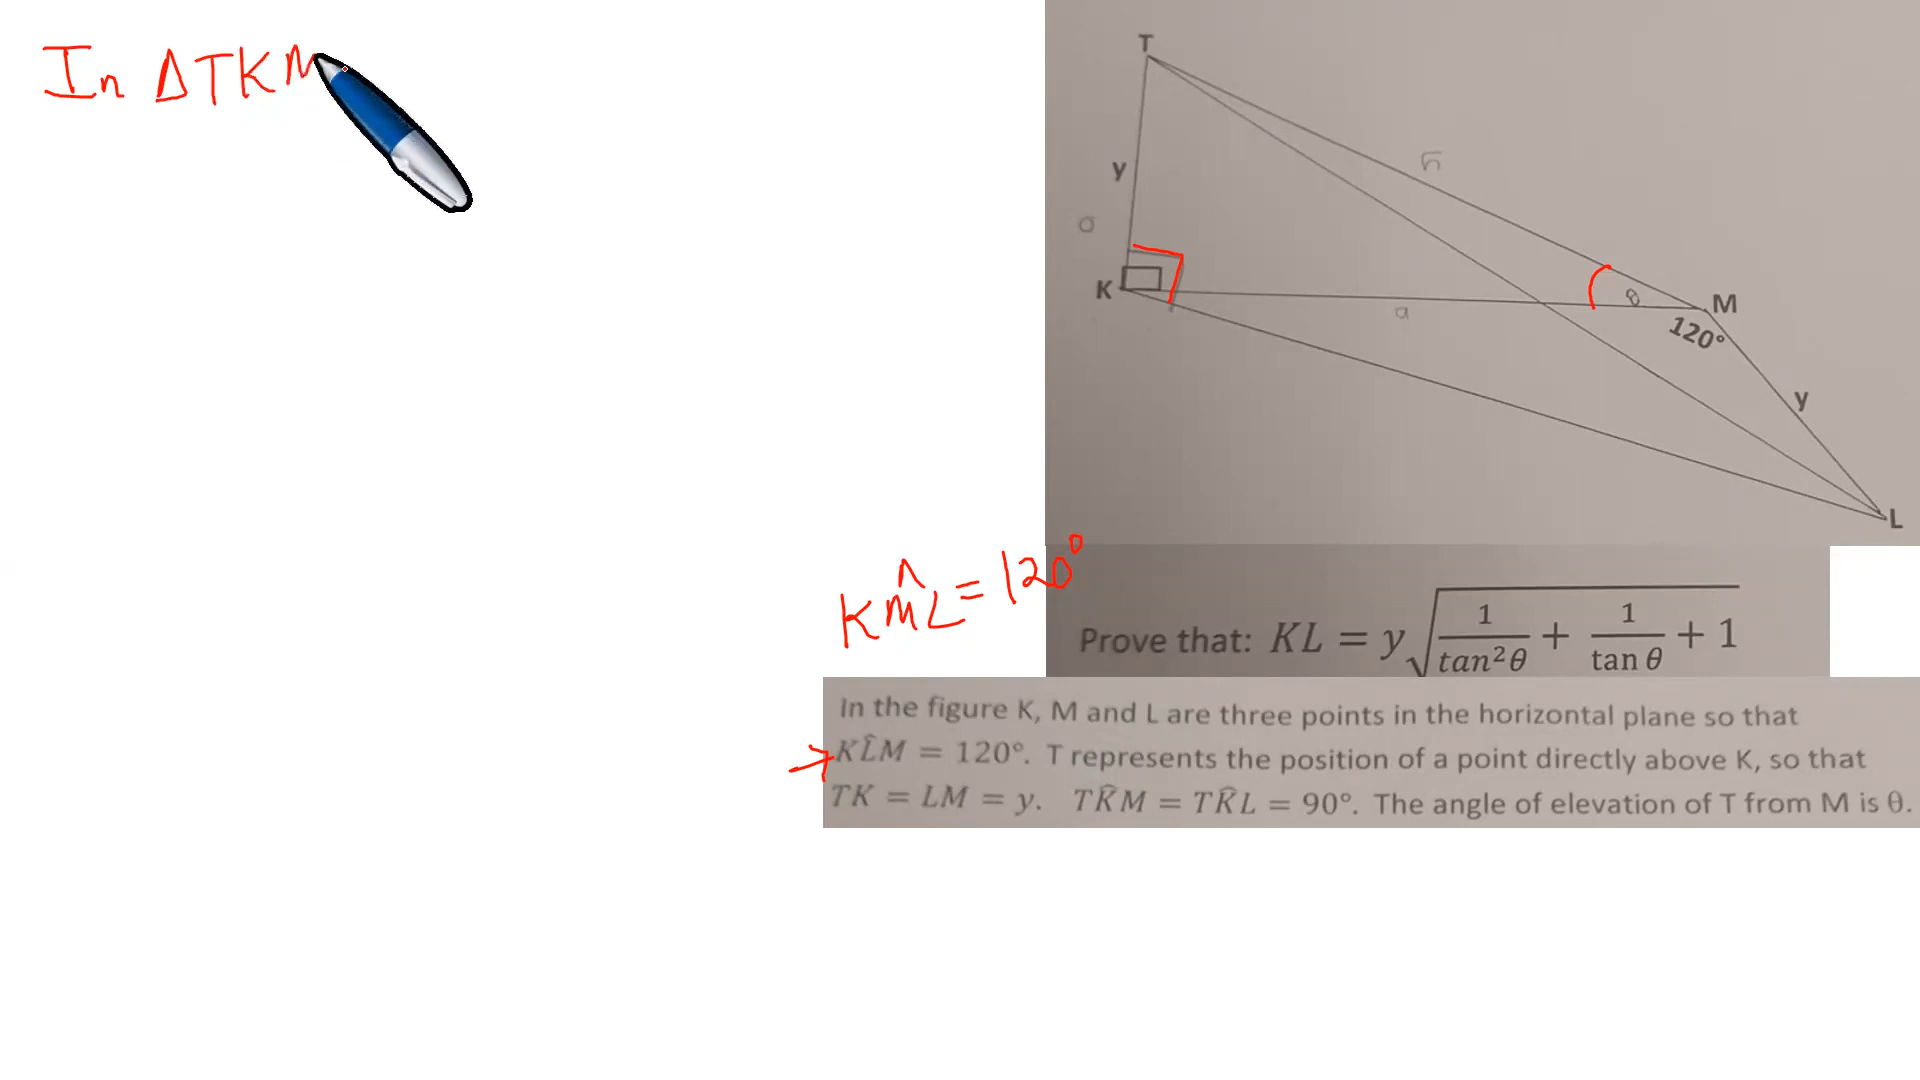 In ΔTKM
T
h
y
o
K
θ
M
a
120°
y
L
KM̂L = 120°
Prove that: KL = y√(1/tan²θ + 1/tan θ + 1)
In the figure K, M and L are three points in the horizontal plane so that
KL̂M = 120°. T represents the position of a point directly above K, so that
TK = LM = y. TK̂M = TK̂L = 90°. The angle of elevation of T from M is θ.